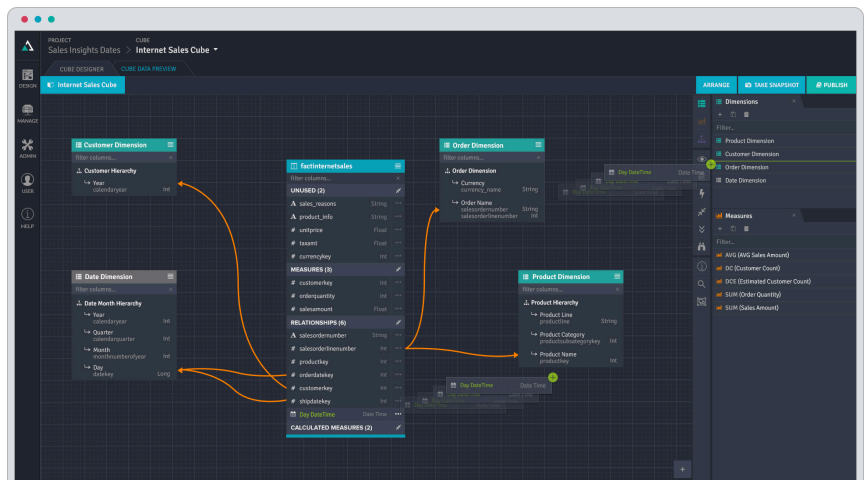 PROJECT
CUBE
Sales Insights Dates > Internet Sales Cube
CUBE DESIGNER
CUBE DATA PREVIEW
Internet Sales Cube
ARRANGE
TAKE SNAPSHOT
PUBLISH
DESIGN
MANAGE
ADMIN
USER
HELP
Customer Dimension
Filter columns...
Customer Hierarchy
Year
calendaryear Int
Date Dimension
Filter columns...
Date Month Hierarchy
Year
calendaryear Int
Quarter
calendarquarter Int
Month
monthnumberofyear Int
Day
datekey Long
factinternetsales
Filter columns...
UNUSED (2)
A sales_reasons String
A product_info String
# unitprice Float
# taxamt Float
# currencykey Int
MEASURES (3)
# customerkey Int
# orderquantity Int
# salesamount Float
RELATIONSHIPS (6)
A salesordernumber String
# salesorderlinenumber Int
# productkey Int
# orderdatekey Int
# customerkey Int
# shipdatekey Int
Day DateTime Date Time
CALCULATED MEASURES (2)
Order Dimension
Filter columns...
Order Dimension
Currency
currency_name String
Order Name
salesordernumber String
salesorderlinenumber Int
Day DateTime Date Time
Product Dimension
Filter columns...
Product Hierarchy
Product Line
productline String
Product Category
productsubcategorykey Int
Product Name
productkey Int
Day DateTime Date Time
Dimensions ×
Filter...
Product Dimension
Customer Dimension
Order Dimension
Date Dimension
Measures ×
Filter...
AVG (AVG Sales Amount)
DC (Customer Count)
DCE (Estimated Customer Count)
SUM (Order Quantity)
SUM (Sales Amount)